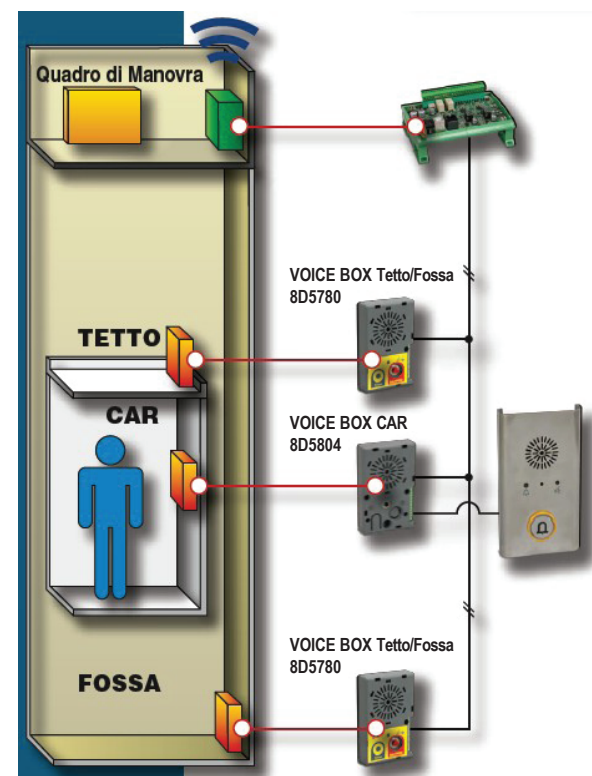 Quadro di Manovra
VOICE BOX Tetto/Fossa
8D5780
TETTO
CAR
VOICE BOX CAR
8D5804
VOICE BOX Tetto/Fossa
8D5780
FOSSA